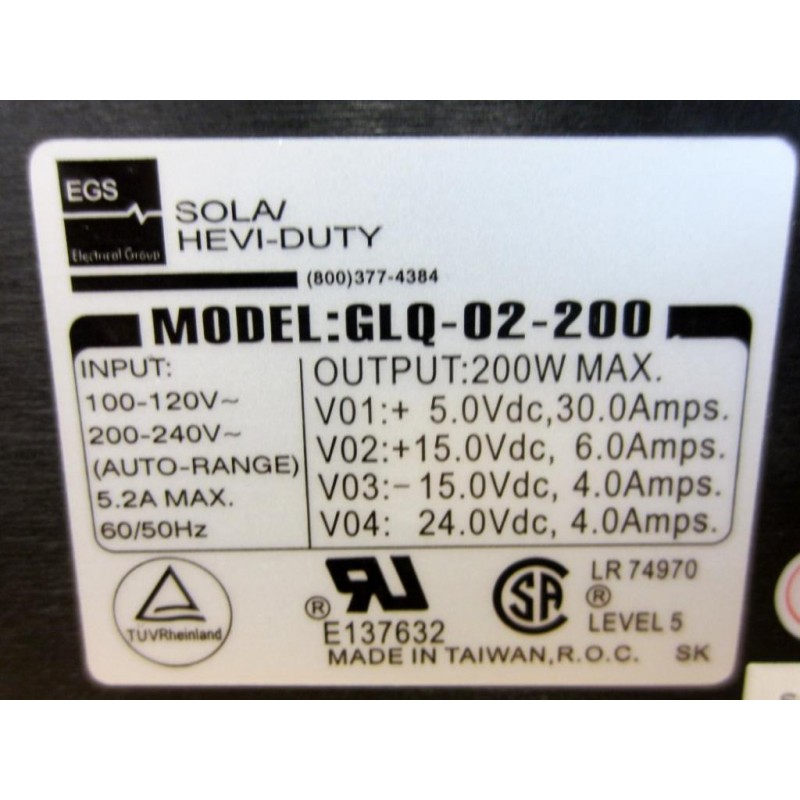 EGS
Electrical Group
SOLA/
HEVI-DUTY
(800)377-4384
MODEL:GLQ-02-200
INPUT:
100-120V~
200-240V~
(AUTO-RANGE)
5.2A MAX.
60/50Hz
OUTPUT:200W MAX.
V01:+ 5.0Vdc,30.0Amps.
V02:+15.0Vdc, 6.0Amps.
V03:-15.0Vdc, 4.0Amps.
V04: 24.0Vdc, 4.0Amps.
TÜVRheinland
RU
®
E137632
SA
LR 74970
®
LEVEL 5
MADE IN TAIWAN,R.O.C. SK